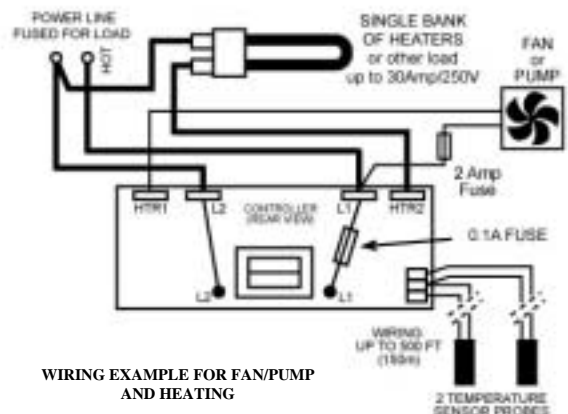 POWER LINE
FUSED FOR LOAD
HOT
SINGLE BANK
OF HEATERS
or other load
up to 30Amp/250V
FAN
or
PUMP
2 Amp
Fuse
HTR1
L2
CONTROLLER
(REAR VIEW)
L1
HTR2
0.1A FUSE
L2
L1
WIRING
UP TO 500 FT
(150m)
WIRING EXAMPLE FOR FAN/PUMP
AND HEATING
2 TEMPERATURE
SENSOR PROBES